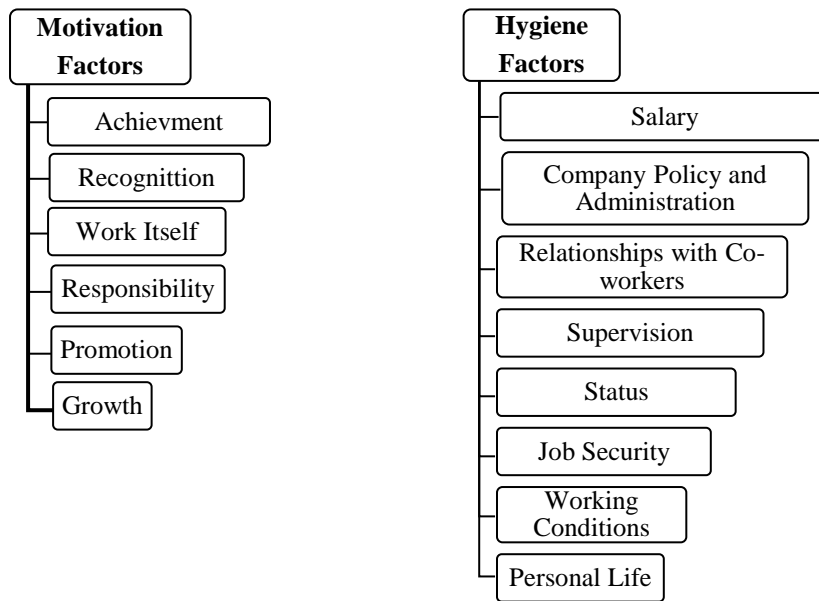 Motivation
Factors
Achievment
Recognittion
Work Itself
Responsibility
Promotion
Growth
Hygiene
Factors
Salary
Company Policy and
Administration
Relationships with Co-
workers
Supervision
Status
Job Security
Working
Conditions
Personal Life